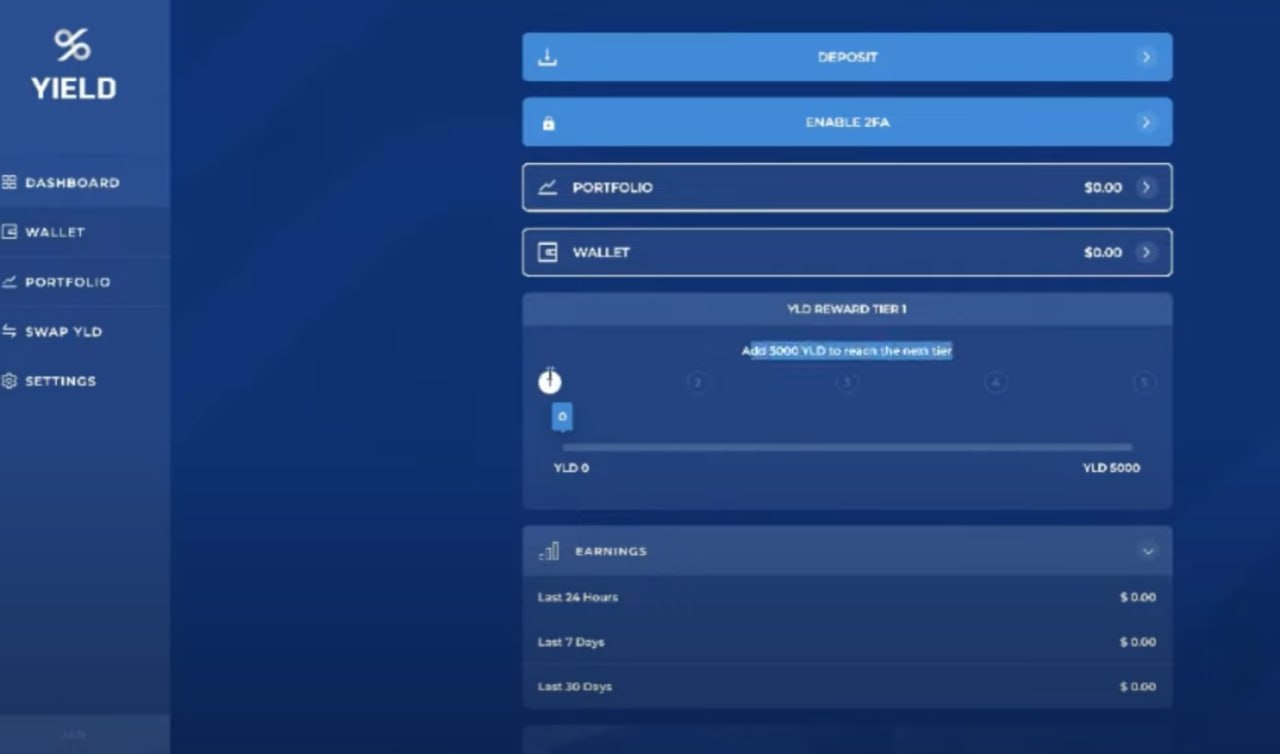 YIELD
DASHBOARD
WALLET
PORTFOLIO
SWAP YLD
SETTINGS
DEPOSIT
ENABLE 2FA
PORTFOLIO $0.00
WALLET $0.00
YLD REWARD TIER 1
Add 5000 YLD to reach the next tier
2 3 4 5
0
YLD 0 YLD 5000
EARNINGS
Last 24 Hours $ 0.00
Last 7 Days $ 0.00
Last 30 Days $ 0.00